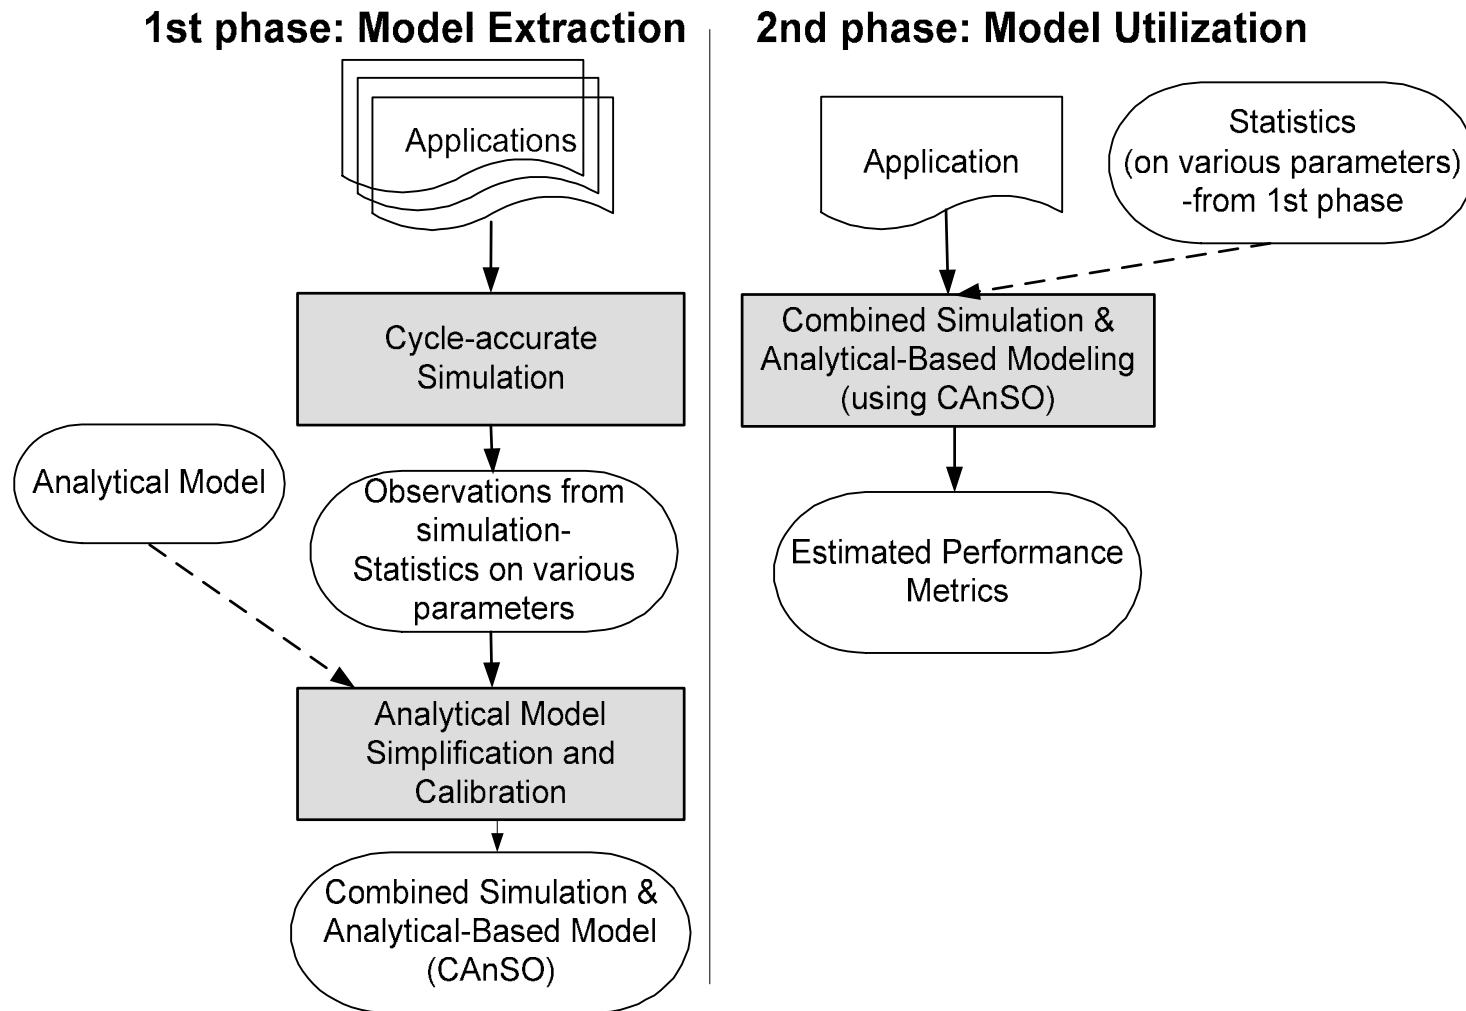 1st phase: Model Extraction
Applications
Cycle-accurate
Simulation
Analytical Model
Observations from
simulation-
Statistics on various
parameters
Analytical Model
Simplification and
Calibration
Combined Simulation &
Analytical-Based Model
(CAnSO)
2nd phase: Model Utilization
Application
Statistics
(on various parameters)
-from 1st phase
Combined Simulation &
Analytical-Based Modeling
(using CAnSO)
Estimated Performance
Metrics